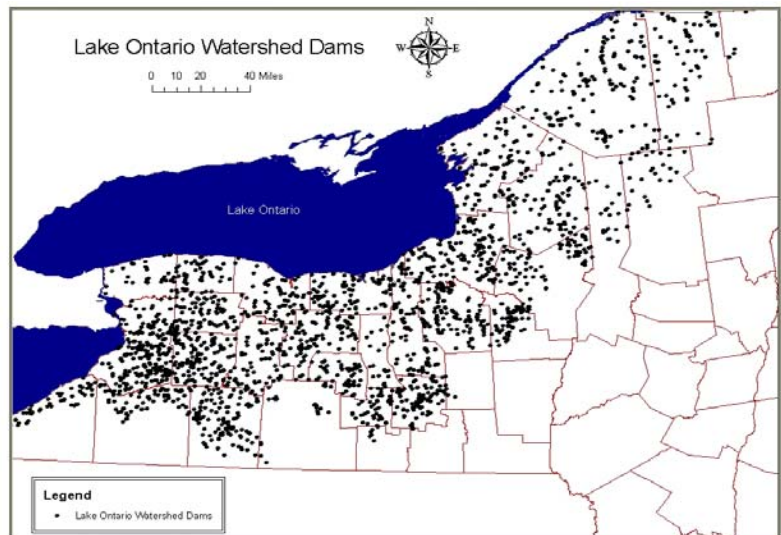 Lake Ontario Watershed Dams
N
W E
S
0 10 20 40 Miles
Lake Ontario
Legend
Lake Ontario Watershed Dams